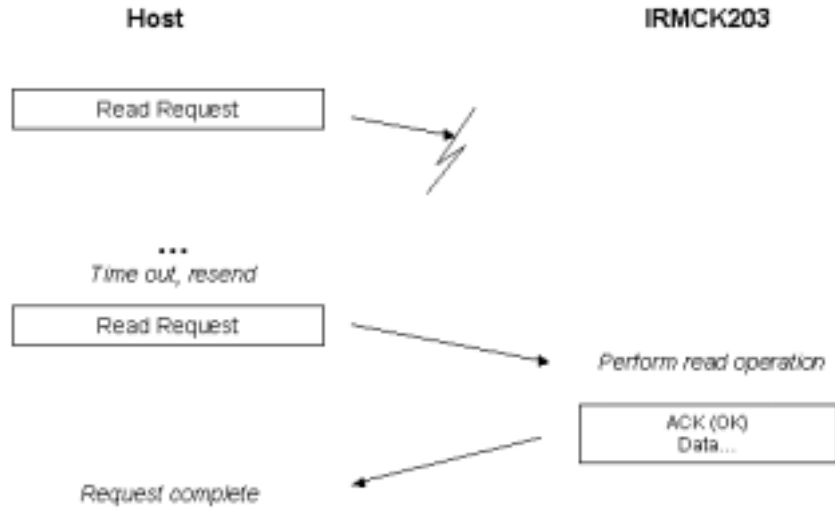 Host
IRMCK203
Read Request
...
Time out, resend
Read Request
Perform read operation
ACK (OK)
Data...
Request complete